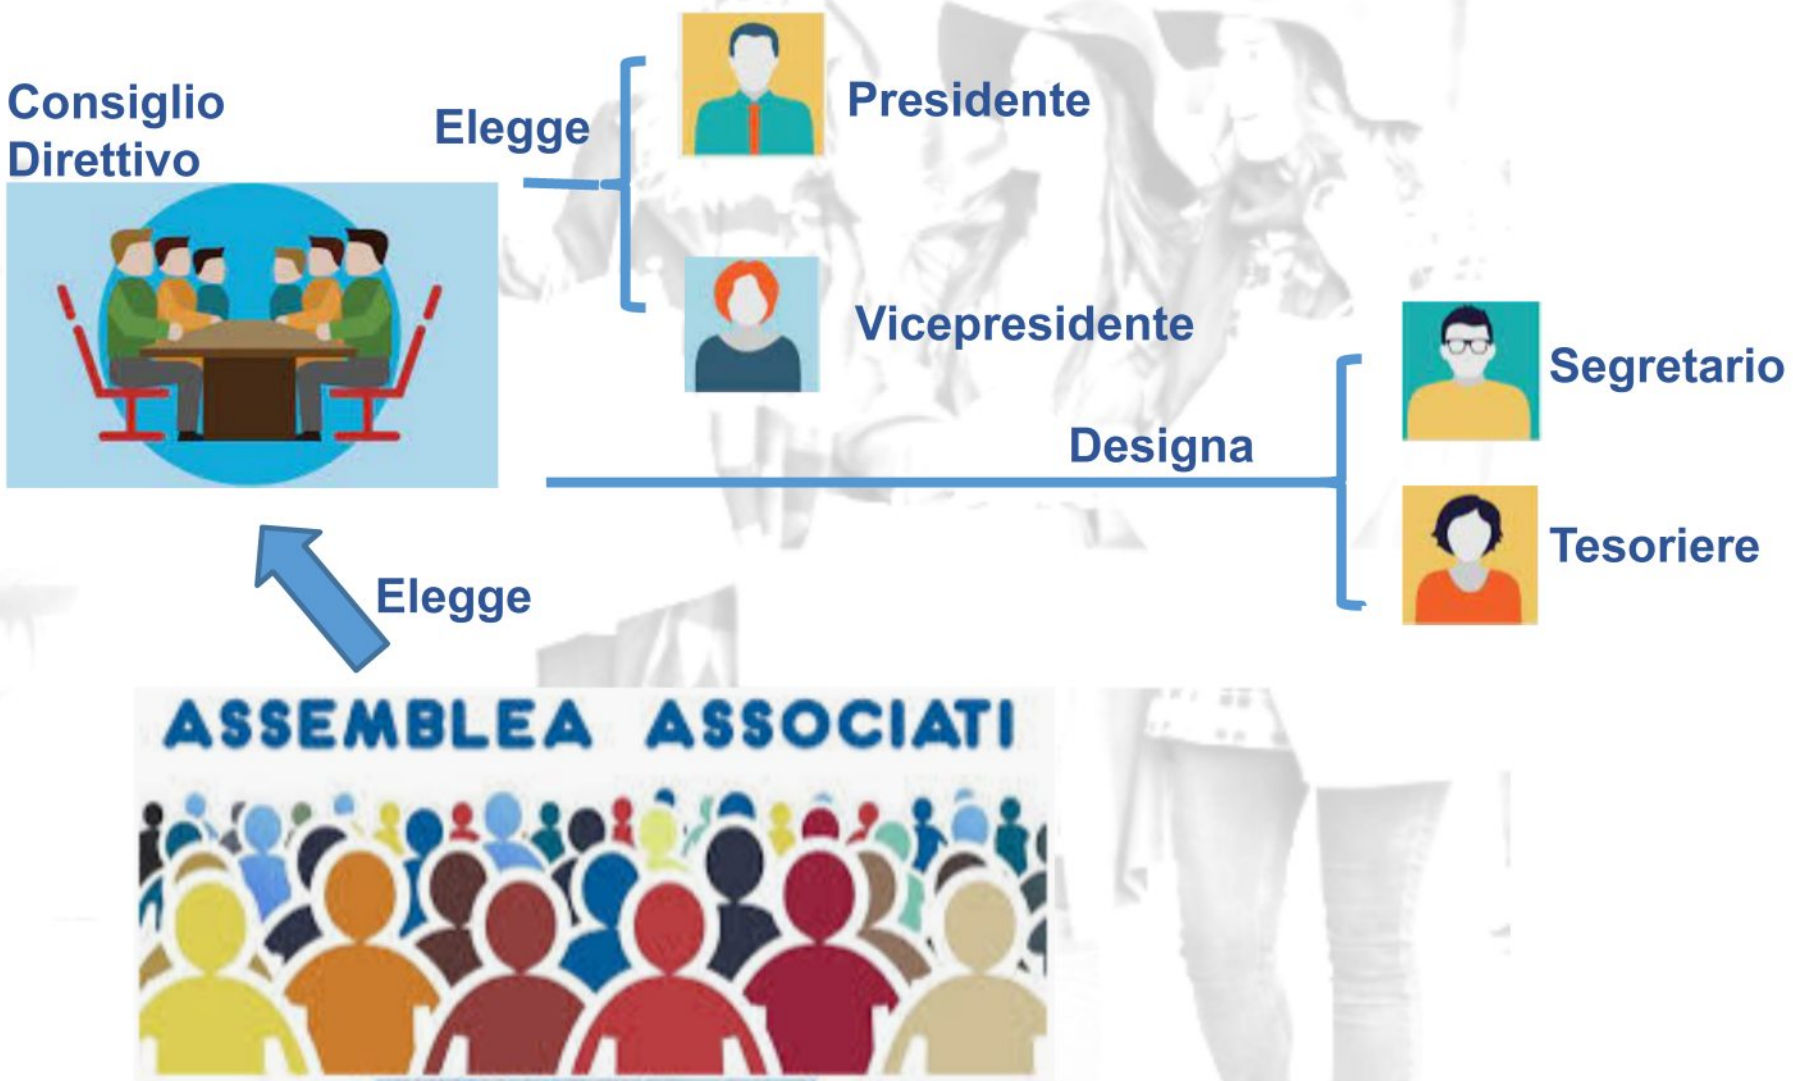 Consiglio
Direttivo
Elegge
Presidente
Vicepresidente
Designa
Segretario
Tesoriere
Elegge
ASSEMBLEA ASSOCIATI